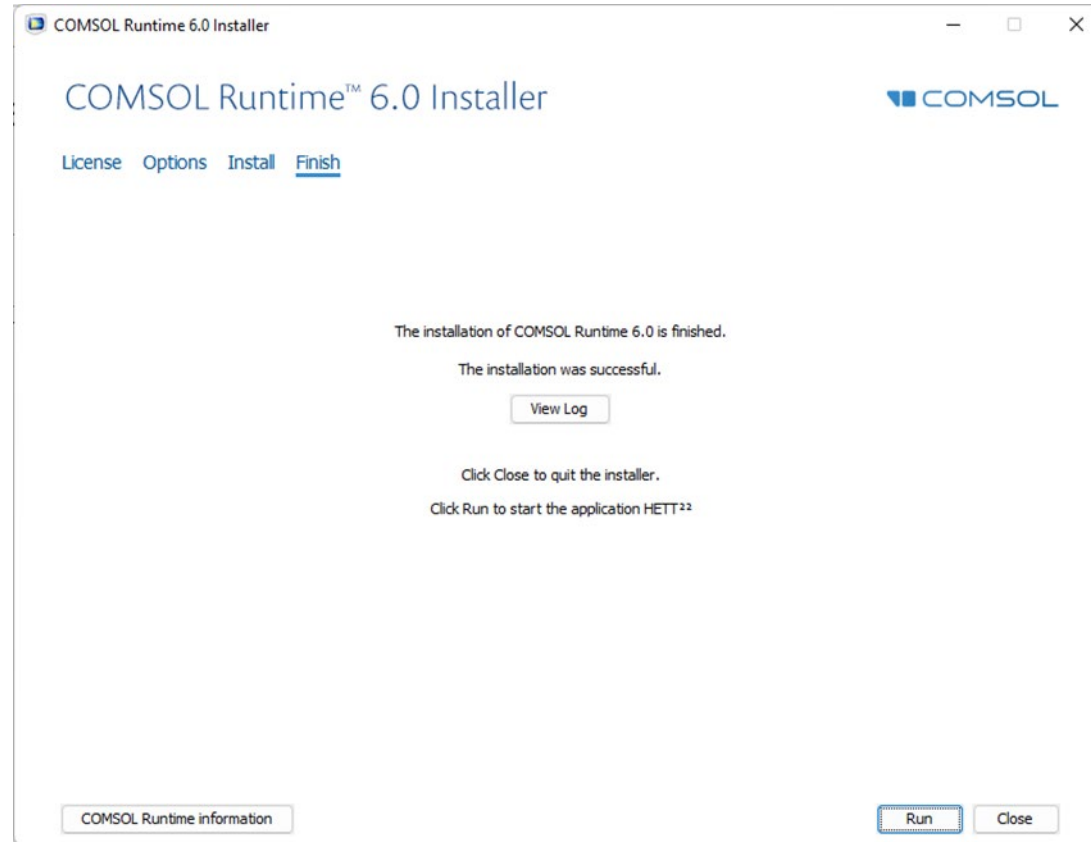 COMSOL Runtime 6.0 Installer
COMSOL Runtime™ 6.0 Installer
COMSOL
License Options Install Finish
The installation of COMSOL Runtime 6.0 is finished.
The installation was successful.
View Log
Click Close to quit the installer.
Click Run to start the application HETT²²
COMSOL Runtime information
Run
Close